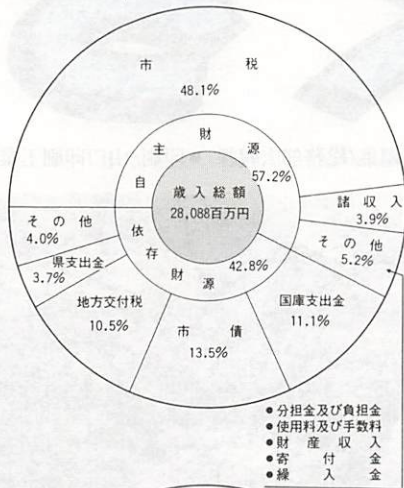 市税
48.1%
自主財源
57.2%
歳入総額
28,088百万円
諸収入
3.9%
その他
5.2%
その他
4.0%
依存財源
42.8%
県支出金
3.7%
国庫支出金
11.1%
地方交付税
10.5%
市債
13.5%
●分担金及び負担金
●使用料及び手数料
●財産収入
●寄付金
●繰入金